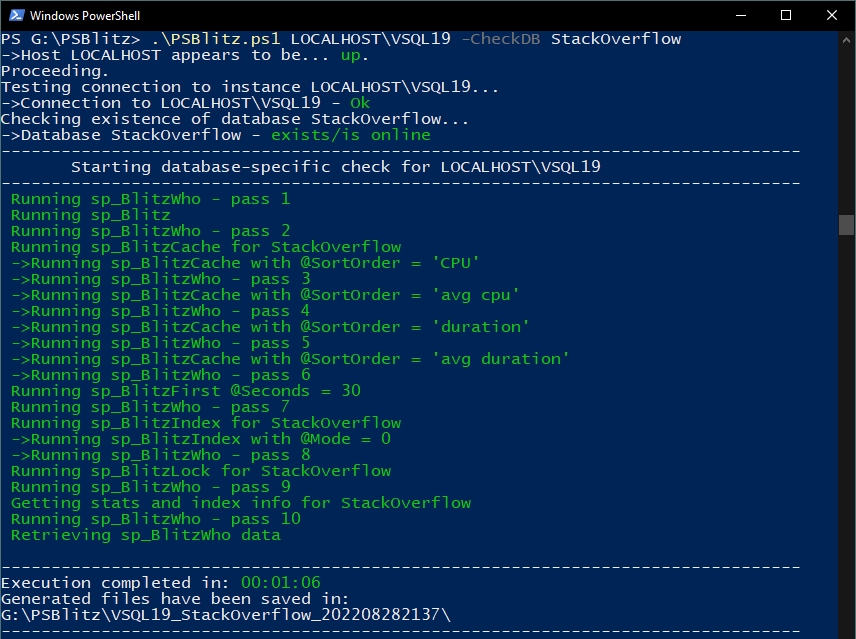 Windows PowerShell
PS G:\PSBlitz> .\PSBlitz.ps1 LOCALHOST\VSQL19 -CheckDB StackOverflow
->Host LOCALHOST appears to be... up.
Proceeding.
Testing connection to instance LOCALHOST\VSQL19...
->Connection to LOCALHOST\VSQL19 - Ok
Checking existence of database StackOverflow...
->Database StackOverflow - exists/is online
--------------------------------------------------------------------------------
       Starting database-specific check for LOCALHOST\VSQL19
--------------------------------------------------------------------------------
 Running sp_BlitzWho - pass 1
 Running sp_Blitz
 Running sp_BlitzWho - pass 2
 Running sp_BlitzCache for StackOverflow
 ->Running sp_BlitzCache with @SortOrder = 'CPU'
 ->Running sp_BlitzWho - pass 3
 ->Running sp_BlitzCache with @SortOrder = 'avg cpu'
 ->Running sp_BlitzWho - pass 4
 ->Running sp_BlitzCache with @SortOrder = 'duration'
 ->Running sp_BlitzWho - pass 5
 ->Running sp_BlitzCache with @SortOrder = 'avg duration'
 ->Running sp_BlitzWho - pass 6
 Running sp_BlitzFirst @Seconds = 30
 Running sp_BlitzWho - pass 7
 Running sp_BlitzIndex for StackOverflow
 ->Running sp_BlitzIndex with @Mode = 0
 ->Running sp_BlitzWho - pass 8
 Running sp_BlitzLock for StackOverflow
 Running sp_BlitzWho - pass 9
 Getting stats and index info for StackOverflow
 Running sp_BlitzWho - pass 10
 Retrieving sp_BlitzWho data
--------------------------------------------------------------------------------
Execution completed in: 00:01:06
Generated files have been saved in:
G:\PSBlitz\VSQL19_StackOverflow_202208282137\
--------------------------------------------------------------------------------